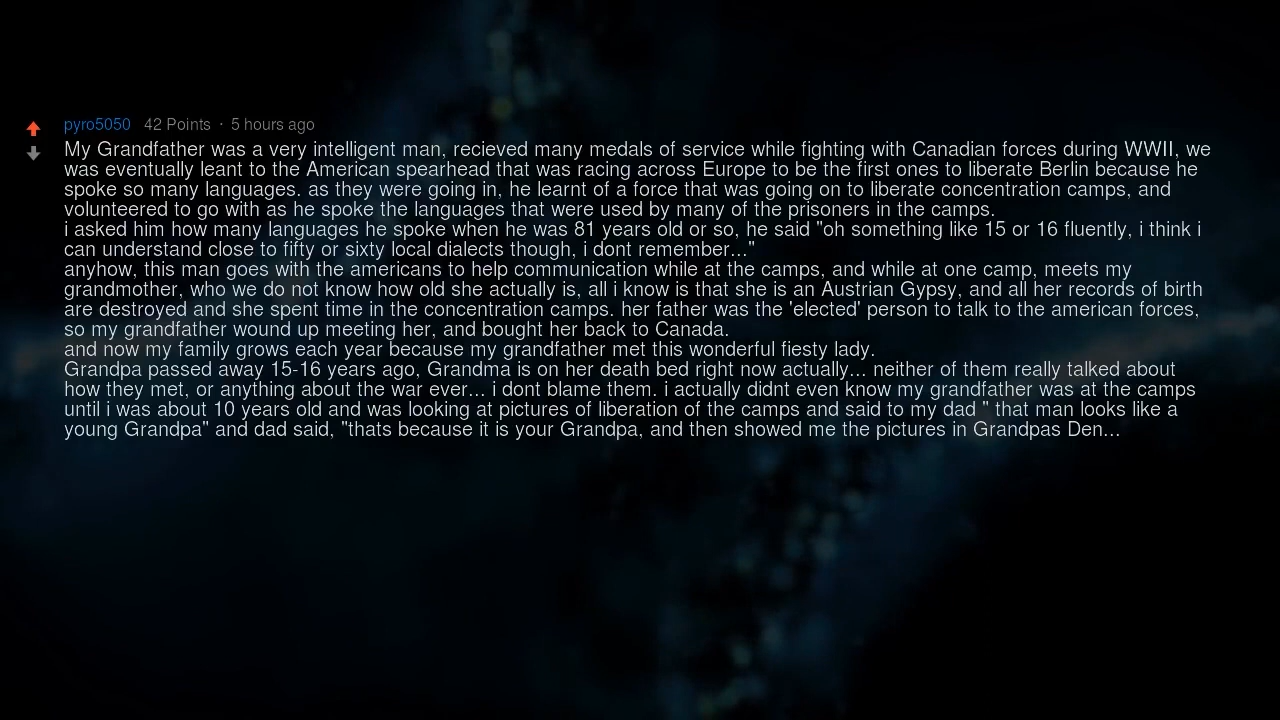 pyro5050 42 Points · 5 hours ago
My Grandfather was a very intelligent man, recieved many medals of service while fighting with Canadian forces during WWII, we
was eventually leant to the American spearhead that was racing across Europe to be the first ones to liberate Berlin because he
spoke so many languages. as they were going in, he learnt of a force that was going on to liberate concentration camps, and
volunteered to go with as he spoke the languages that were used by many of the prisoners in the camps.
i asked him how many languages he spoke when he was 81 years old or so, he said "oh something like 15 or 16 fluently, i think i
can understand close to fifty or sixty local dialects though, i dont remember..."
anyhow, this man goes with the americans to help communication while at the camps, and while at one camp, meets my
grandmother, who we do not know how old she actually is, all i know is that she is an Austrian Gypsy, and all her records of birth
are destroyed and she spent time in the concentration camps. her father was the 'elected' person to talk to the american forces,
so my grandfather wound up meeting her, and bought her back to Canada.
and now my family grows each year because my grandfather met this wonderful fiesty lady.
Grandpa passed away 15-16 years ago, Grandma is on her death bed right now actually... neither of them really talked about
how they met, or anything about the war ever... i dont blame them. i actually didnt even know my grandfather was at the camps
until i was about 10 years old and was looking at pictures of liberation of the camps and said to my dad " that man looks like a
young Grandpa" and dad said, "thats because it is your Grandpa, and then showed me the pictures in Grandpas Den...